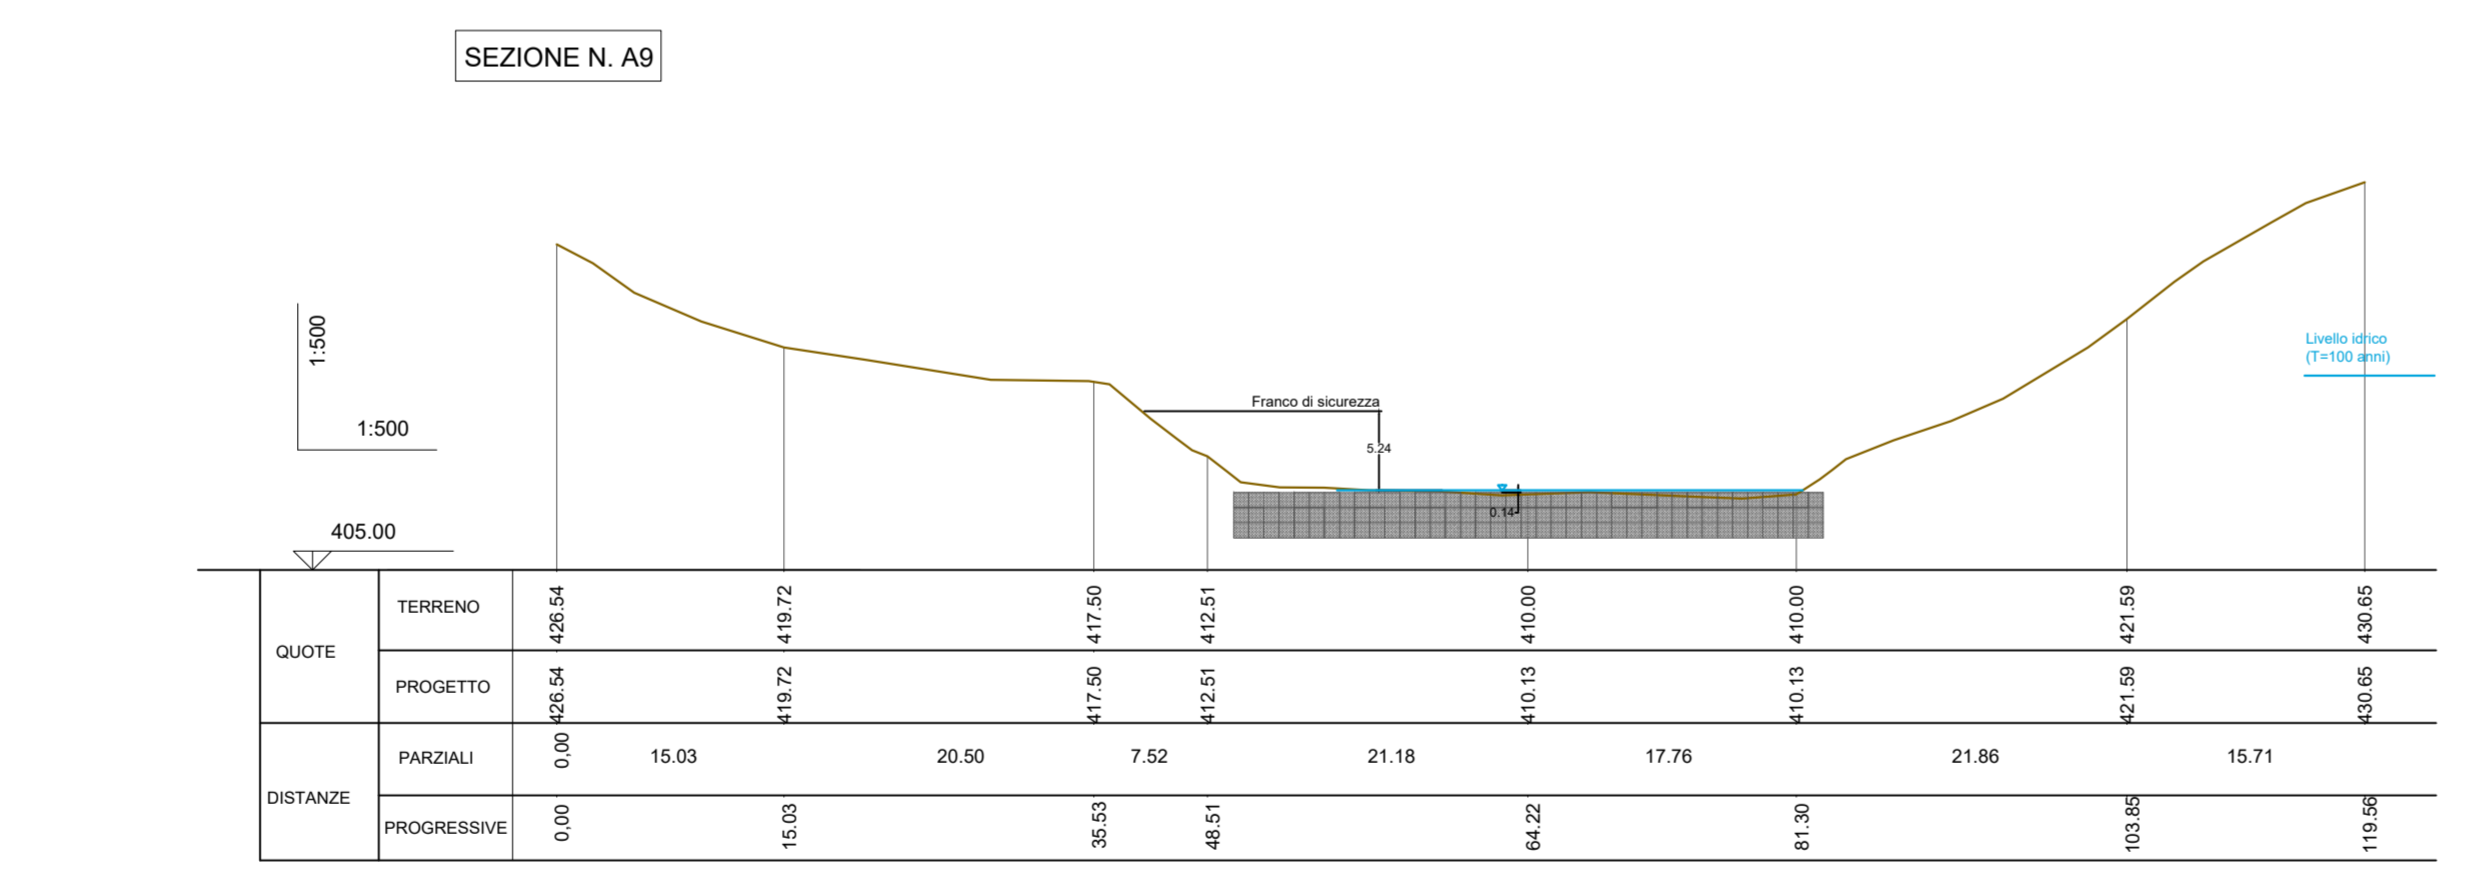 SEZIONE N. A9
1:500
1:500
405.00
Franco di sicurezza
5.24
0.14
Livello idrico
(T=100 anni)
QUOTE
TERRENO
426.54 419.72 417.50 412.51 410.00 410.00 421.59 430.65
PROGETTO
426.54 419.72 417.50 412.51 410.13 410.13 421.59 430.65
DISTANZE
PARZIALI
0,00 15.03 20.50 7.52 21.18 17.76 21.86 15.71
PROGRESSIVE
0,00 15.03 35.53 48.51 64.22 81.30 103.85 119.56